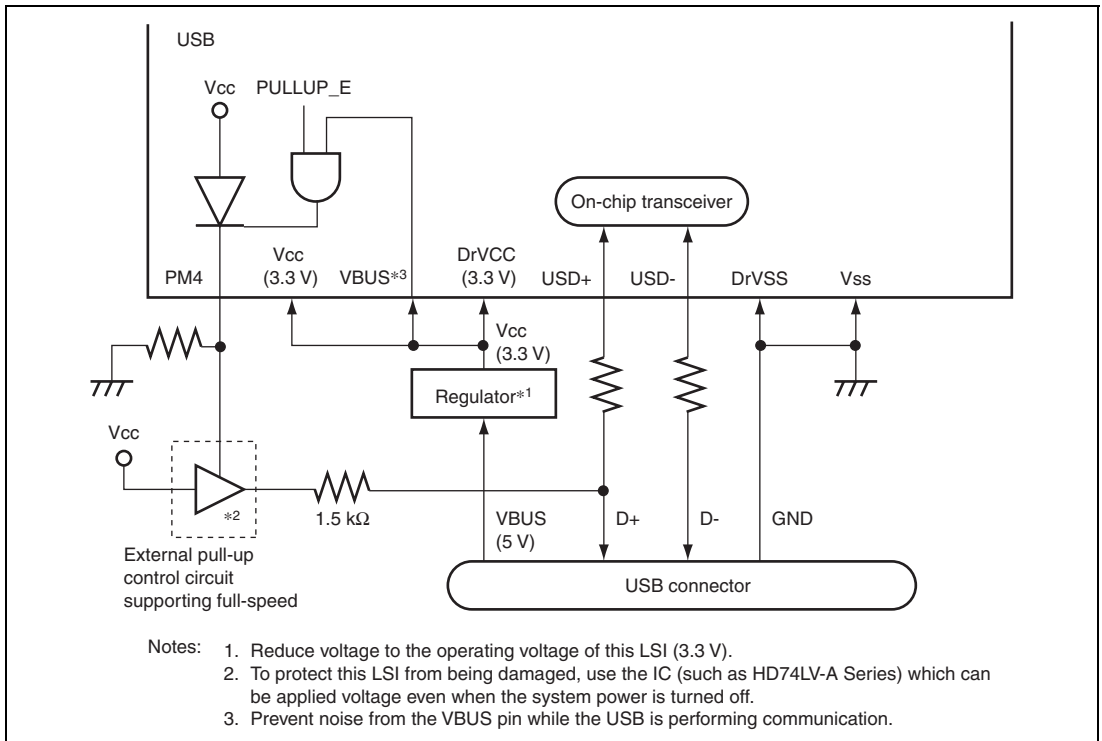 USB
Vcc PULLUP_E
On-chip transceiver
PM4
Vcc
(3.3 V)
VBUS*3
DrVCC
(3.3 V)
USD+
USD-
DrVSS
Vss
Vcc
(3.3 V)
Regulator*1
Vcc
*2
1.5 kΩ
External pull-up
control circuit
supporting full-speed
VBUS
(5 V)
D+
D-
GND
USB connector
Notes: 1. Reduce voltage to the operating voltage of this LSI (3.3 V).
2. To protect this LSI from being damaged, use the IC (such as HD74LV-A Series) which can
be applied voltage even when the system power is turned off.
3. Prevent noise from the VBUS pin while the USB is performing communication.